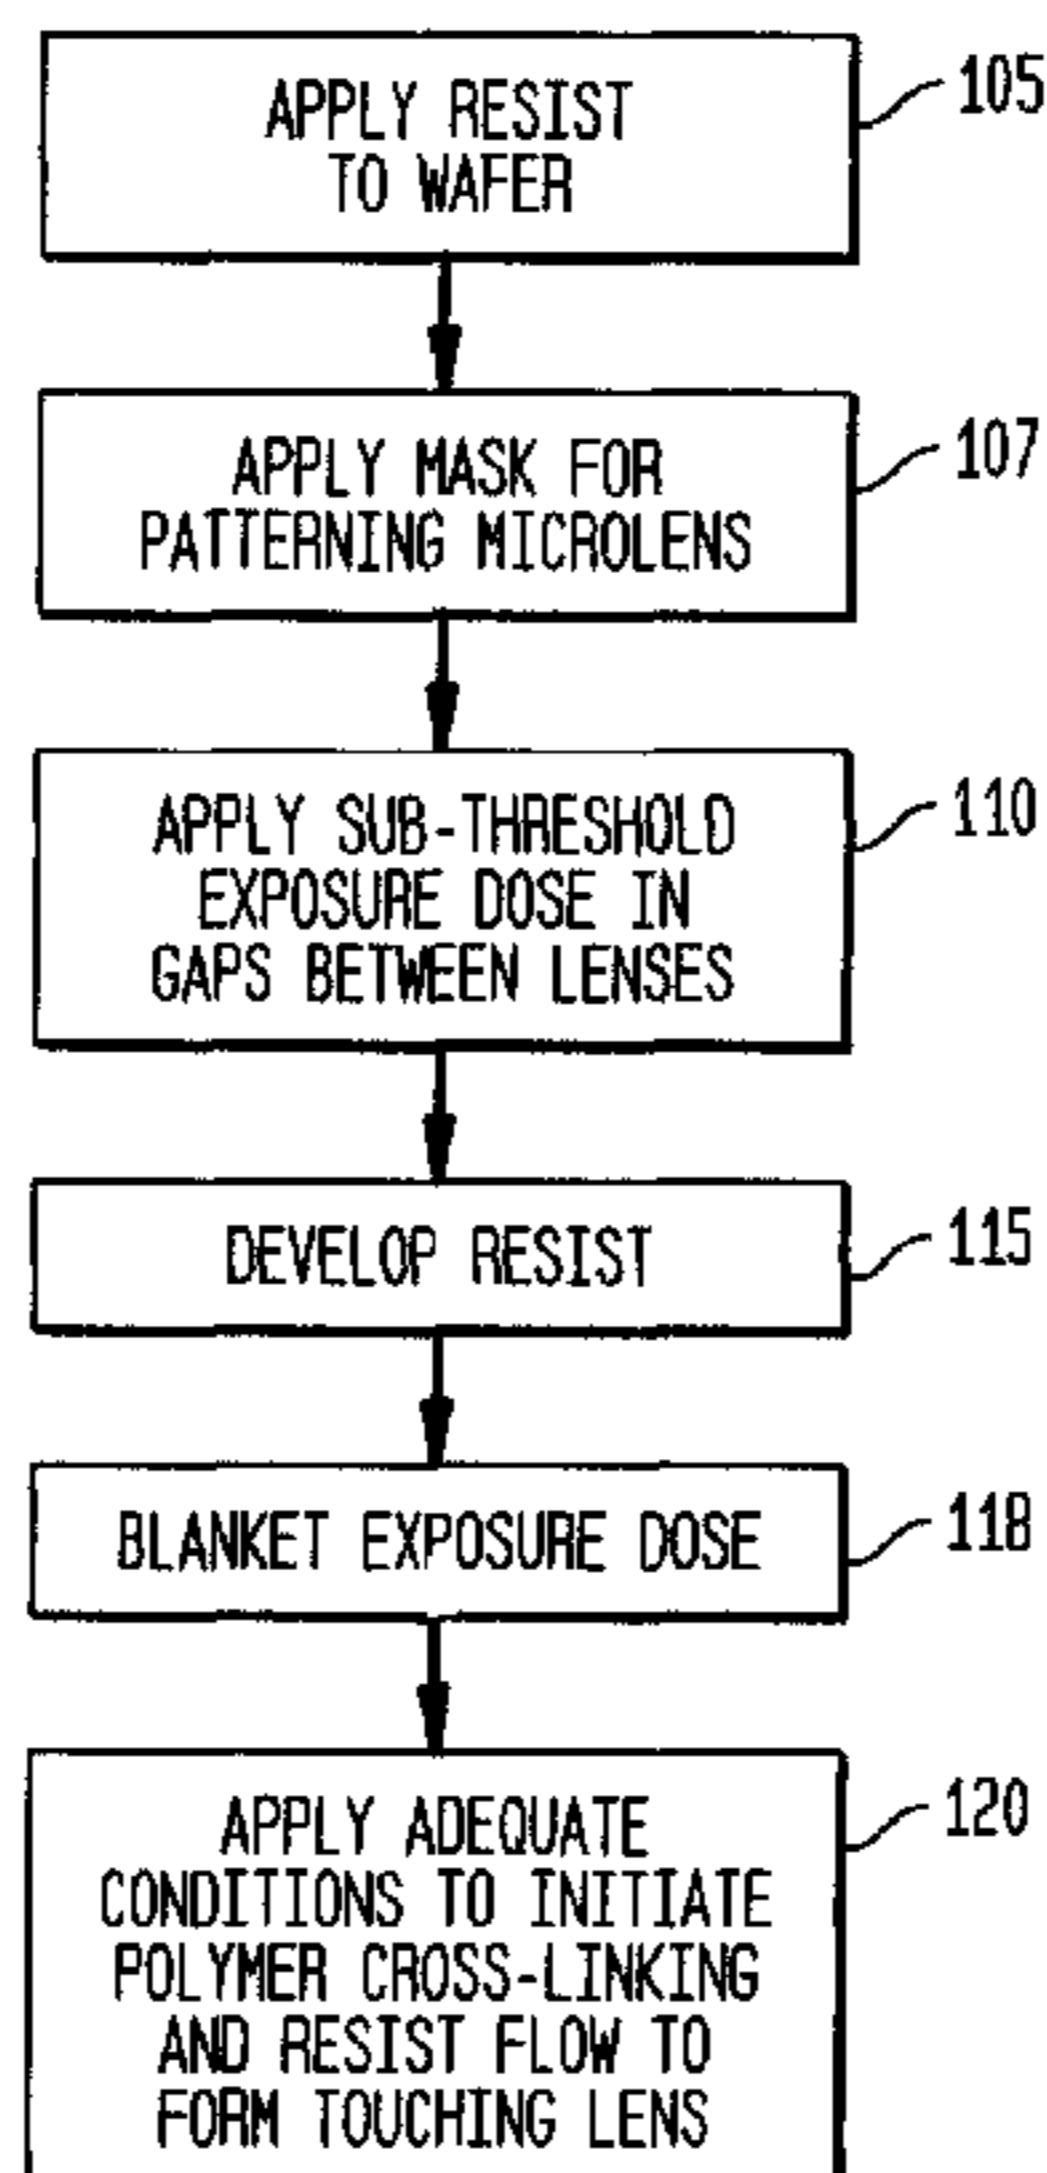 APPLY RESIST
TO WAFER
105
APPLY MASK FOR
PATTERNING MICROLENS
107
APPLY SUB-THRESHOLD
EXPOSURE DOSE IN
GAPS BETWEEN LENSES
110
DEVELOP RESIST
115
BLANKET EXPOSURE DOSE
118
APPLY ADEQUATE
CONDITIONS TO INITIATE
POLYMER CROSS-LINKING
AND RESIST FLOW TO
FORM TOUCHING LENS
120